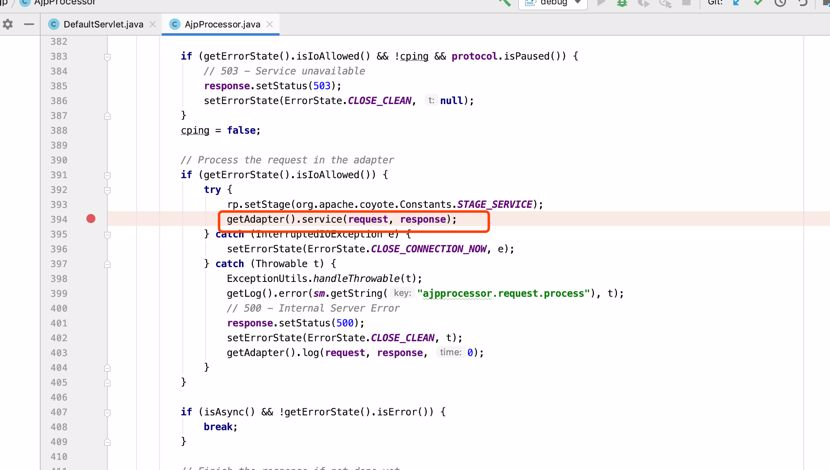 AjpProcessor
debug
Git:
DefaultServlet.java
AjpProcessor.java
382
383 if (getErrorState().isIoAllowed() && !cping && protocol.isPaused()) {
384 // 503 - Service unavailable
385 response.setStatus(503);
386 setErrorState(ErrorState.CLOSE_CLEAN, t: null);
387 }
388 cping = false;
389
390 // Process the request in the adapter
391 if (getErrorState().isIoAllowed()) {
392 try {
393 rp.setStage(org.apache.coyote.Constants.STAGE_SERVICE);
394 getAdapter().service(request, response);
395 } catch (InterruptedIOException e) {
396 setErrorState(ErrorState.CLOSE_CONNECTION_NOW, e);
397 } catch (Throwable t) {
398 ExceptionUtils.handleThrowable(t);
399 getLog().error(sm.getString( key: "ajpprocessor.request.process"), t);
400 // 500 - Internal Server Error
401 response.setStatus(500);
402 setErrorState(ErrorState.CLOSE_CLEAN, t);
403 getAdapter().log(request, response, time: 0);
404 }
405 }
406
407 if (isAsync() && !getErrorState().isError()) {
408 break;
409 }
410